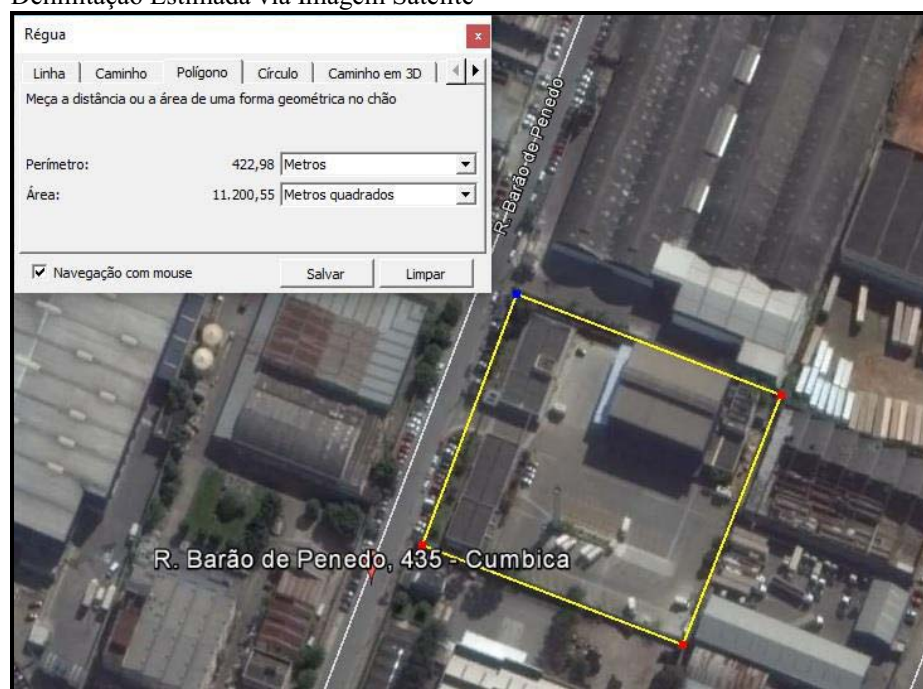 Delimitação Estimada via Imagem Satélite
Régua
x
Linha
Caminho
Polígono
Círculo
Caminho em 3D
Meça a distância ou a área de uma forma geométrica no chão
Perímetro:
422,98
Metros
Área:
11.200,55
Metros quadrados
Navegação com mouse
Salvar
Limpar
R. Barão de Penedo
R. Barão de Penedo, 435 - Cumbica